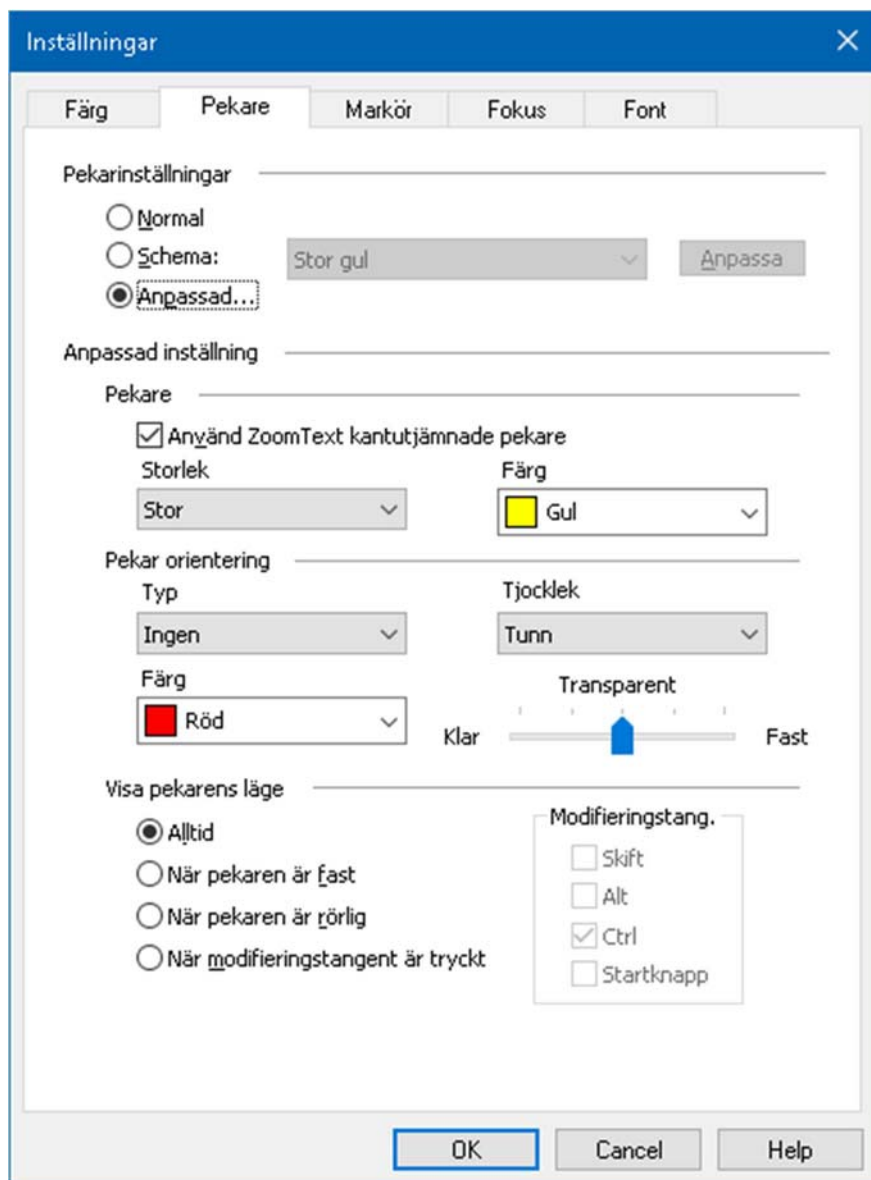 Inställningar
Färg Pekare Markör Fokus Font
Pekarinställningar
Normal
Schema: Stor gul Anpassa
Anpassad...
Anpassad inställning
Pekare
Använd ZoomText kantutjämnade pekare
Storlek Färg
Stor Gul
Pekar orientering
Typ Tjocklek
Ingen Tunn
Färg Transparent
Röd Klar Fast
Visa pekarens läge Modifieringstang.
Alltid Skift
När pekaren är fast Alt
När pekaren är rörlig Ctrl
När modifieringstangent är tryckt Startknapp
OK Cancel Help